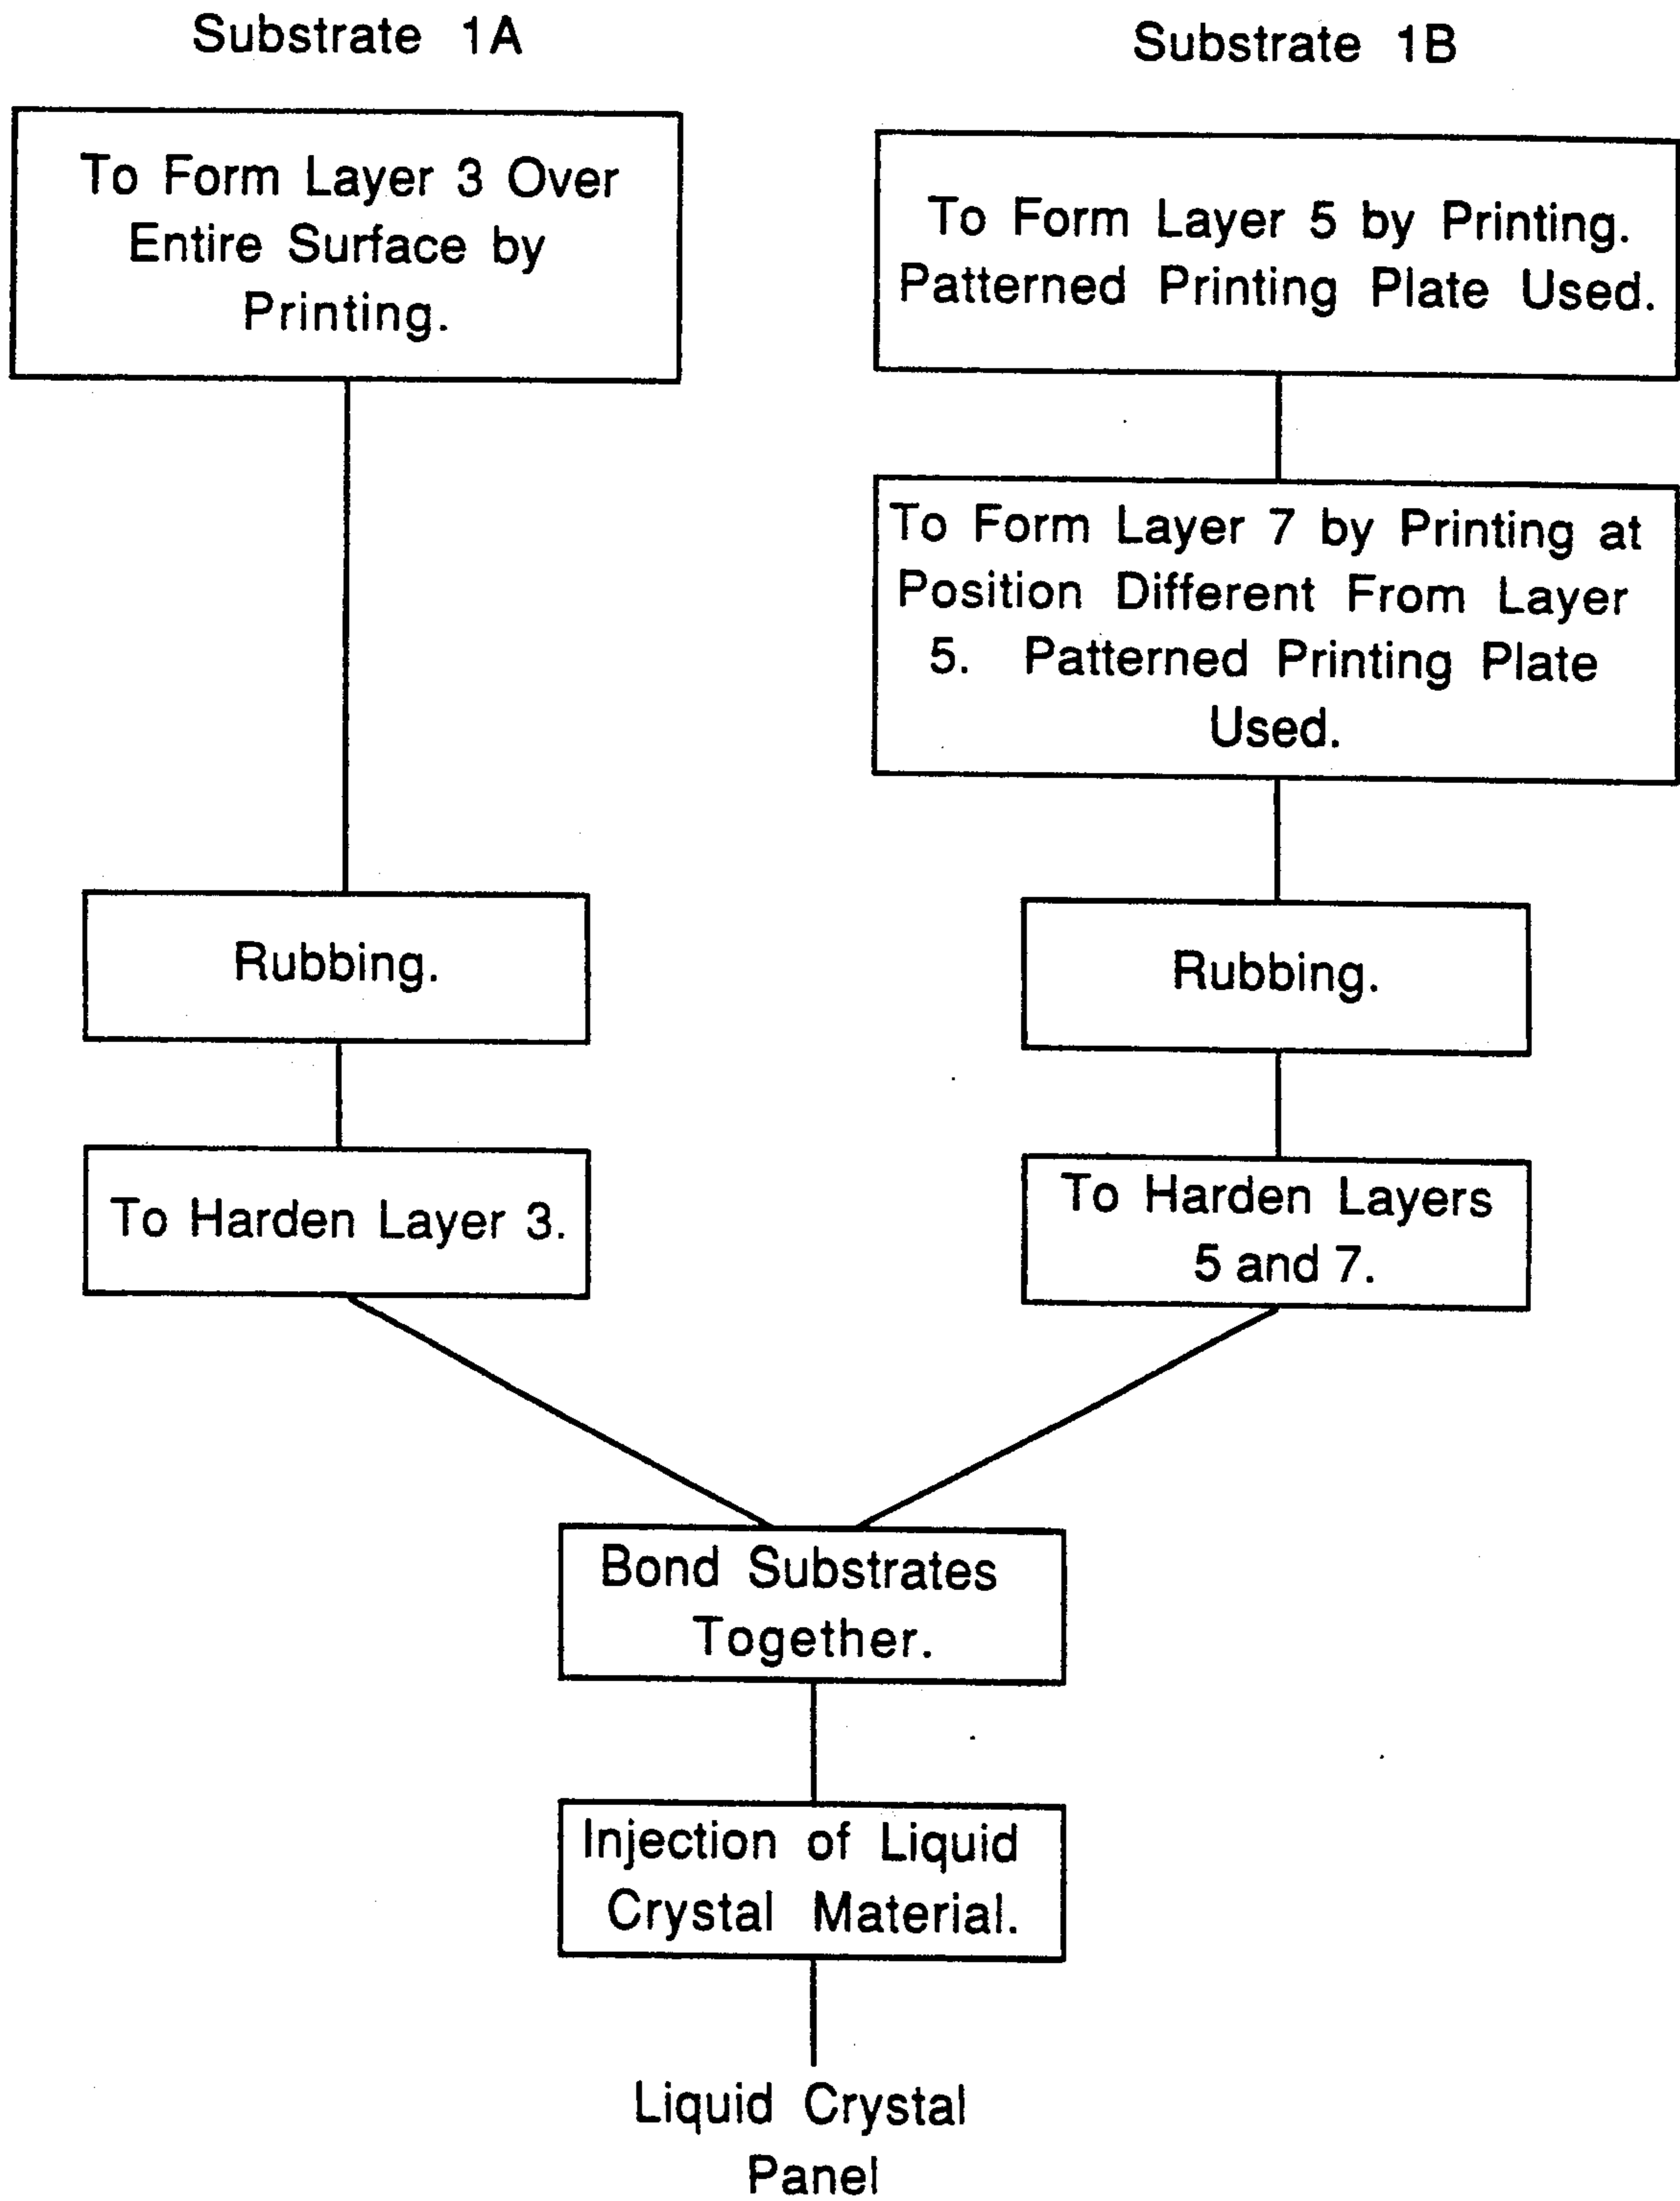 Substrate 1A
To Form Layer 3 Over
Entire Surface by
Printing.
Rubbing.
To Harden Layer 3.
Substrate 1B
To Form Layer 5 by Printing.
Patterned Printing Plate Used.
To Form Layer 7 by Printing at
Position Different From Layer
5. Patterned Printing Plate
Used.
Rubbing.
To Harden Layers
5 and 7.
Bond Substrates
Together.
Injection of Liquid
Crystal Material.
Liquid Crystal
Panel